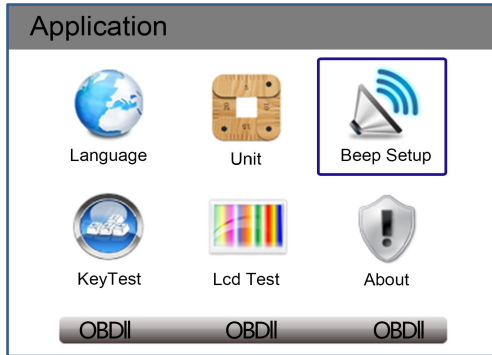 Application
Language
Unit
Beep Setup
KeyTest
Lcd Test
About
OBDII OBDII OBDII